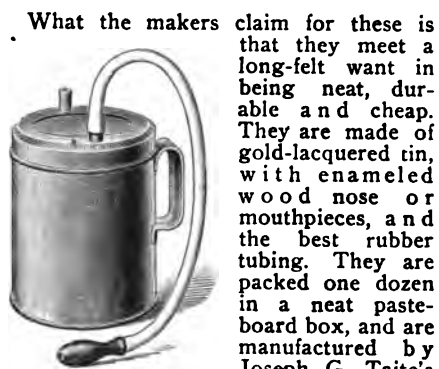 What the makers claim for these is
that they meet a
long-felt want in
being neat, dur-
able and cheap.
They are made of
gold-lacquered tin,
with enameled
wood nose or
mouthpieces, and
the best rubber
tubing. They are
packed one dozen
in a neat paste-
board box, and are
manufactured by
Joseph G. Taite's